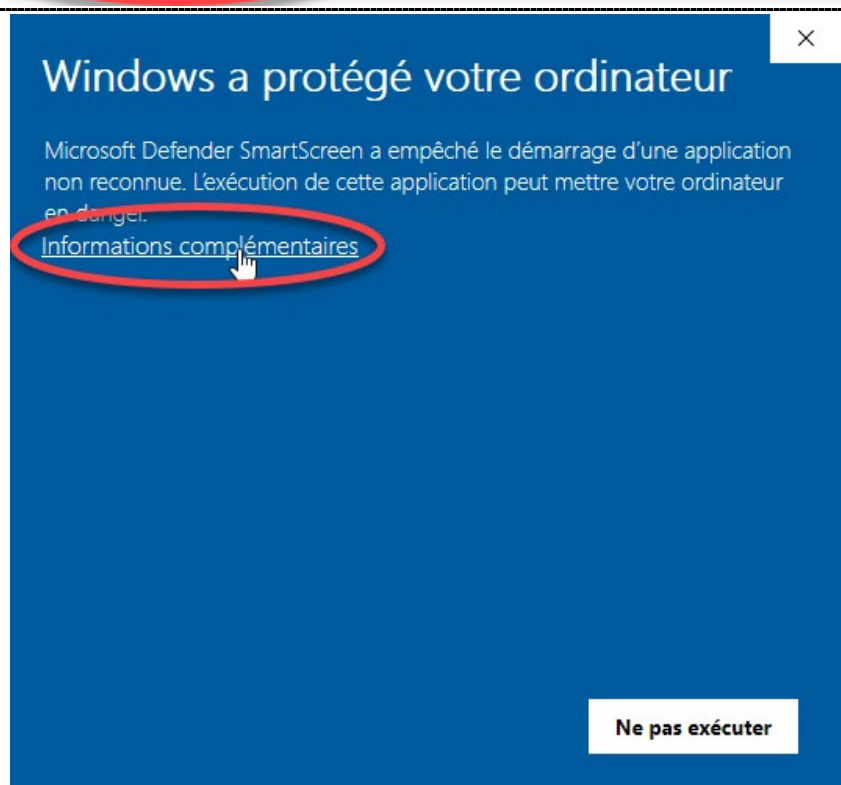 Windows a protégé votre ordinateur
Microsoft Defender SmartScreen a empêché le démarrage d’une application
non reconnue. L’exécution de cette application peut mettre votre ordinateur
en danger.
Informations complémentaires
Ne pas exécuter